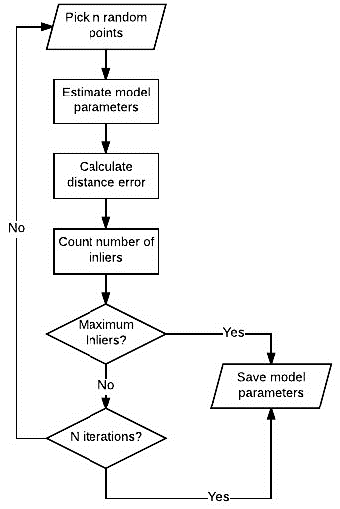 Pick n random
points
Estimate model
parameters
Calculate
distance error
Count number of
inliers
No
Maximum
Inliers?
Yes
Save model
parameters
No
N iterations?
Yes